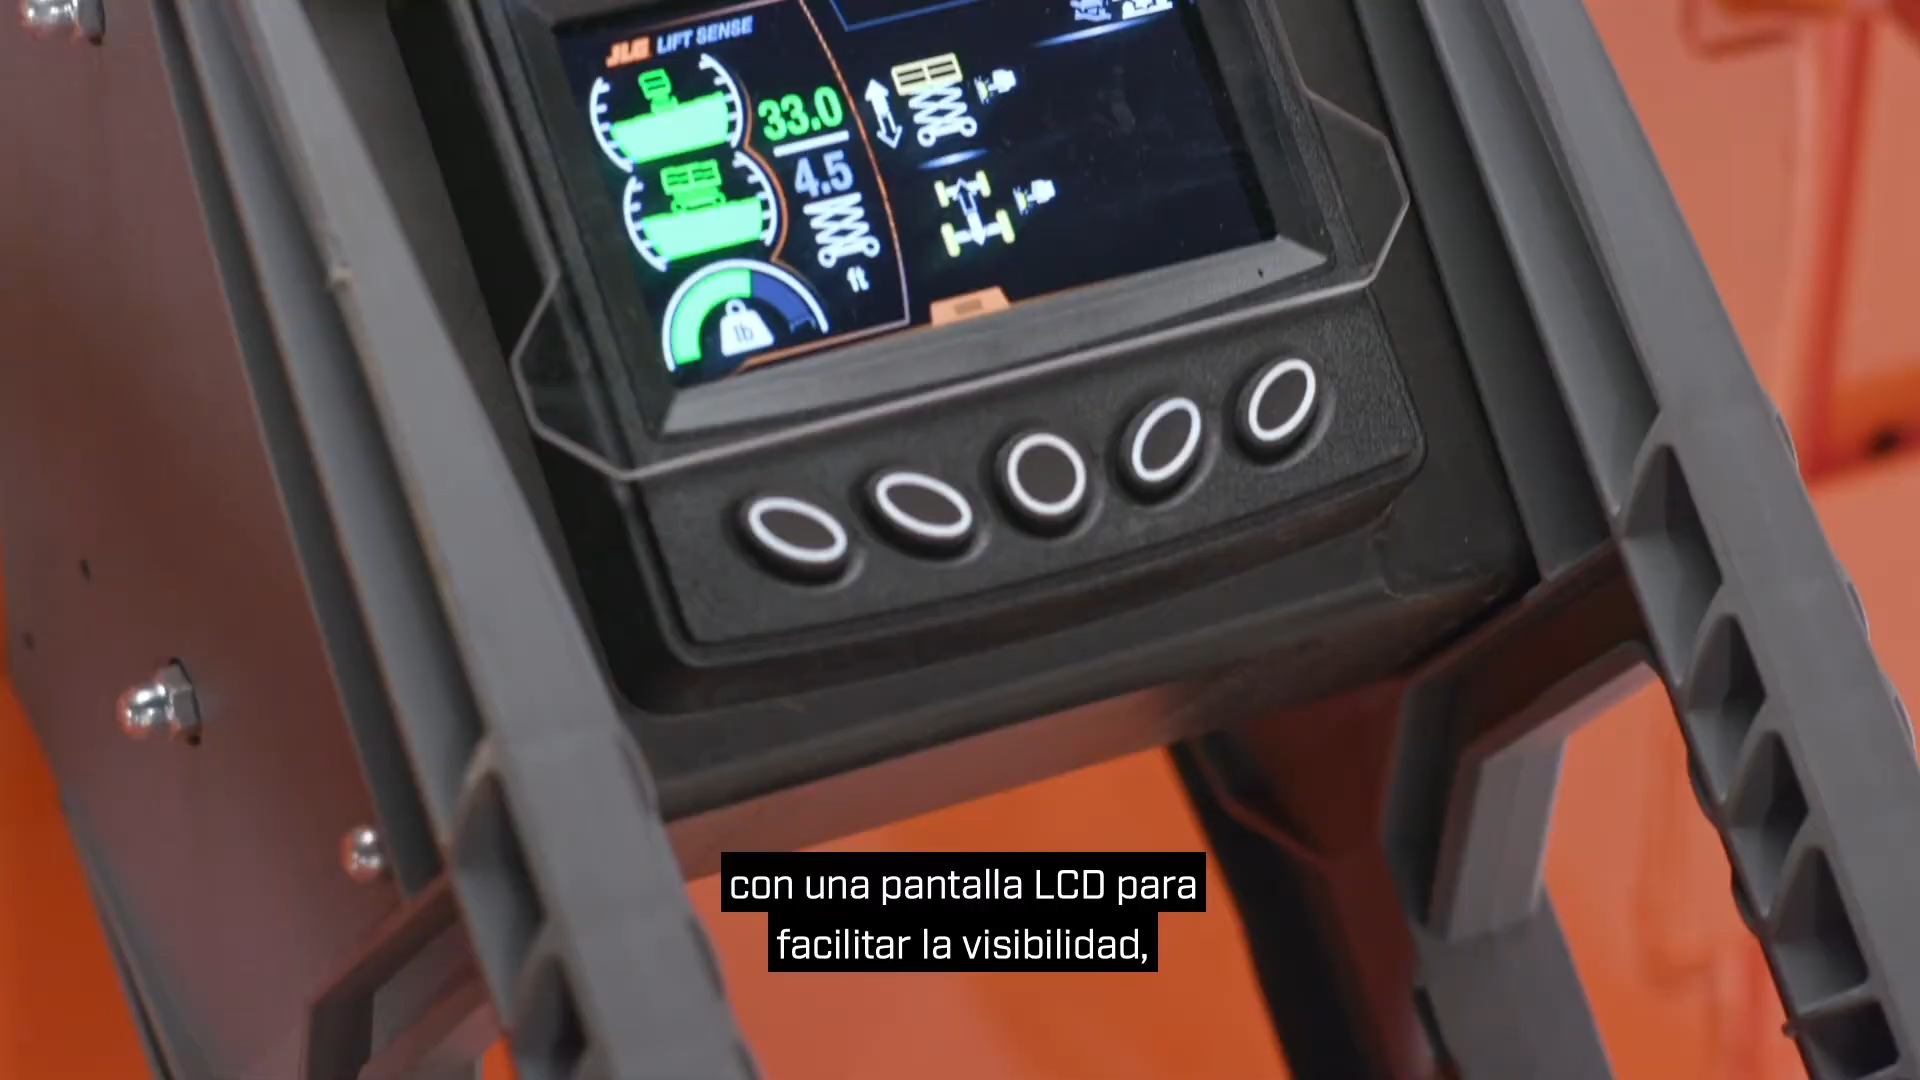 JLG LIFT SENSE
33.0
4.5
ft
lb
con una pantalla LCD para
facilitar la visibilidad,